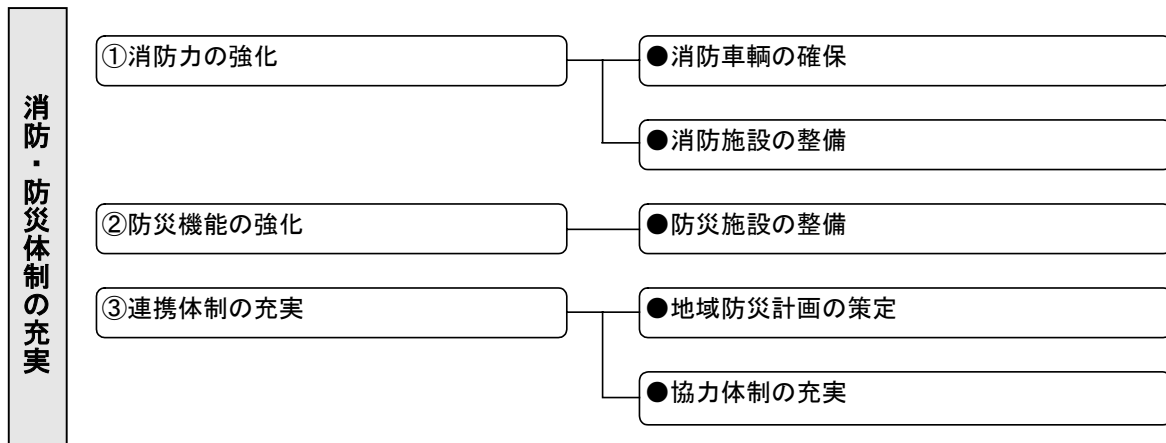 消防・防災体制の充実
①消防力の強化
●消防車輌の確保
●消防施設の整備
②防災機能の強化
●防災施設の整備
③連携体制の充実
●地域防災計画の策定
●協力体制の充実